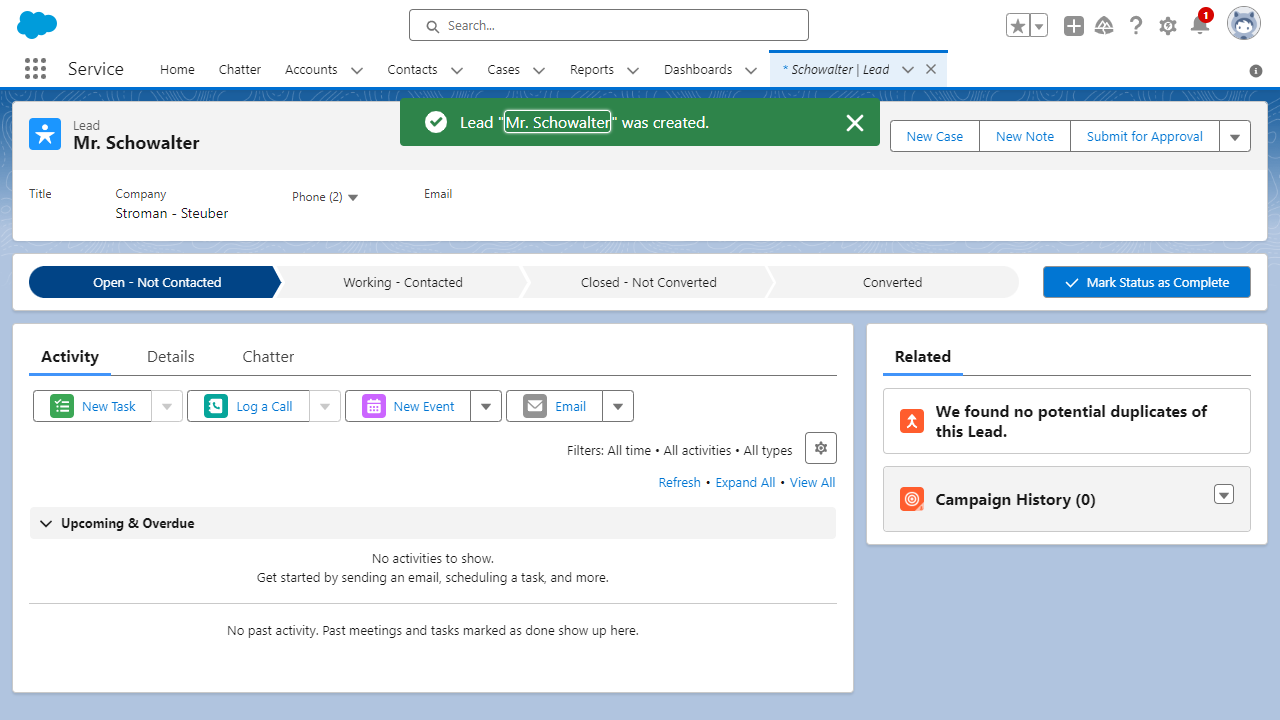 Search...
1
Service
Home
Chatter
Accounts
Contacts
Cases
Reports
Dashboards
* Schowalter | Lead
Lead "Mr. Schowalter" was created.
Lead
Mr. Schowalter
New Case
New Note
Submit for Approval
Title
Company
Stroman - Steuber
Phone (2)
Email
Open - Not Contacted
Working - Contacted
Closed - Not Converted
Converted
Mark Status as Complete
Activity
Details
Chatter
New Task
Log a Call
New Event
Email
Filters: All time • All activities • All types
Refresh • Expand All • View All
Upcoming & Overdue
No activities to show.
Get started by sending an email, scheduling a task, and more.
No past activity. Past meetings and tasks marked as done show up here.
Related
We found no potential duplicates of
this Lead.
Campaign History (0)